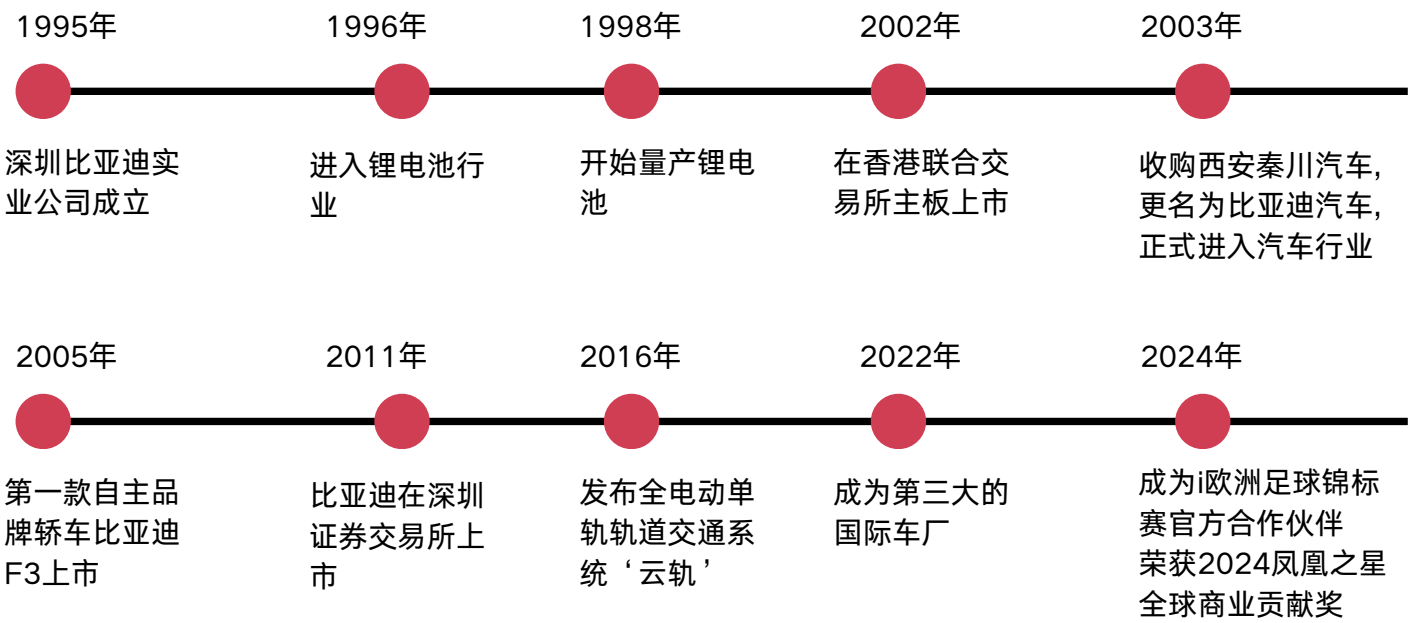 1995年
1996年
1998年
2002年
2003年
深圳比亚迪实
业公司成立
进入锂电池行
业
开始量产锂电
池
在香港联合交
易所主板上市
收购西安秦川汽车,
更名为比亚迪汽车,
正式进入汽车行业
2005年
2011年
2016年
2022年
2024年
第一款自主品
牌轿车比亚迪
F3上市
比亚迪在深圳
证券交易所上
市
发布全电动单
轨轨道交通系
统‘云轨’
成为第三大的
国际车厂
成为i欧洲足球锦标
赛官方合作伙伴
荣获2024凤凰之星
全球商业贡献奖